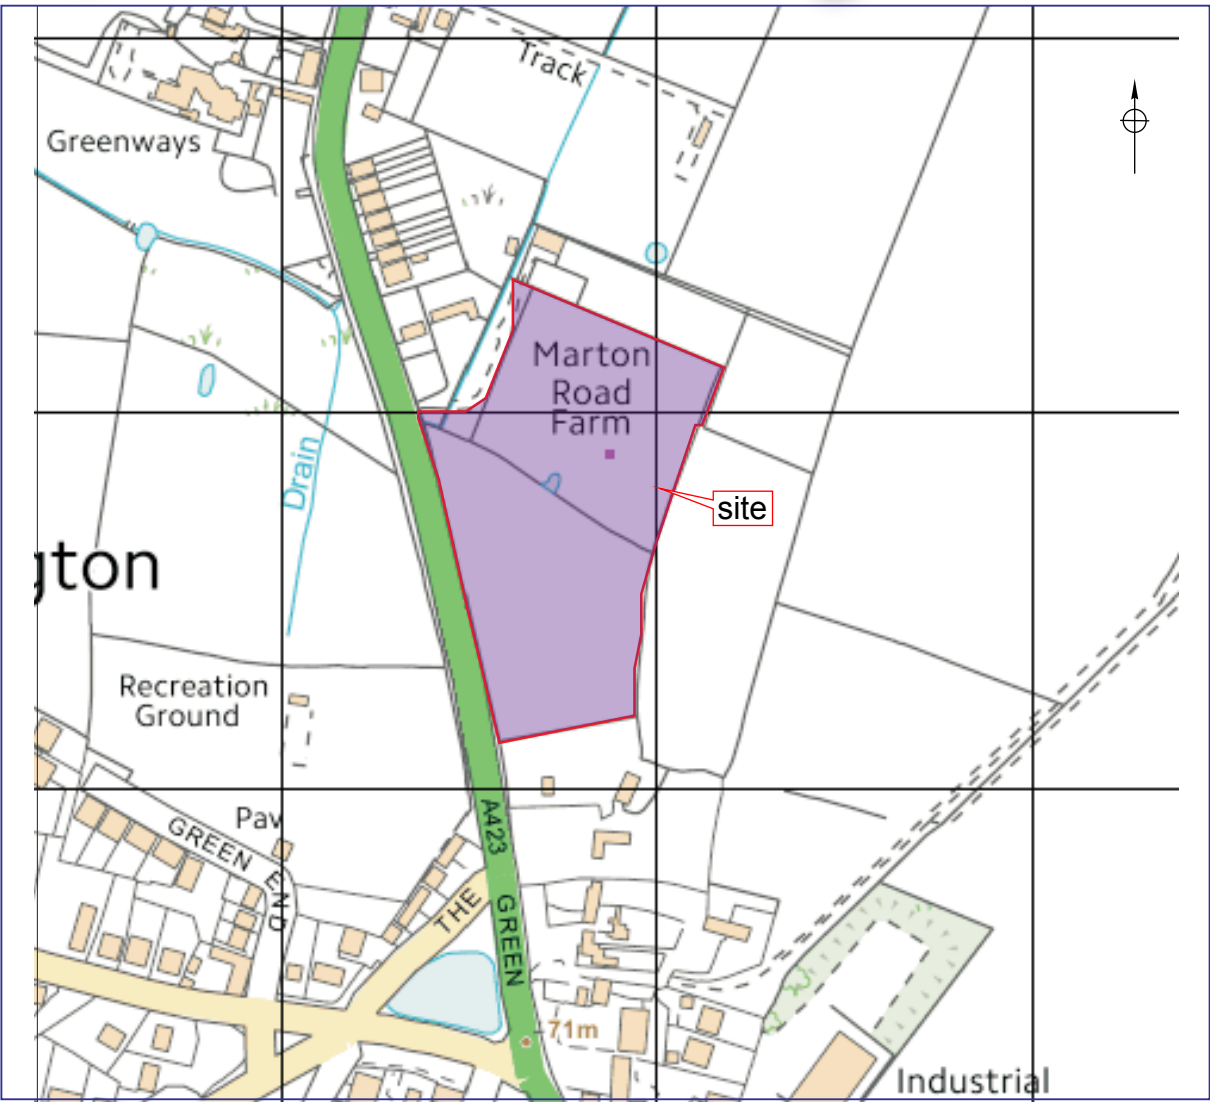 Track
Greenways
Marton
Road
Farm
Drain
site
gton
Recreation
Ground
Pav
GREEN END
A423
THE
GREEN
71m
Industrial